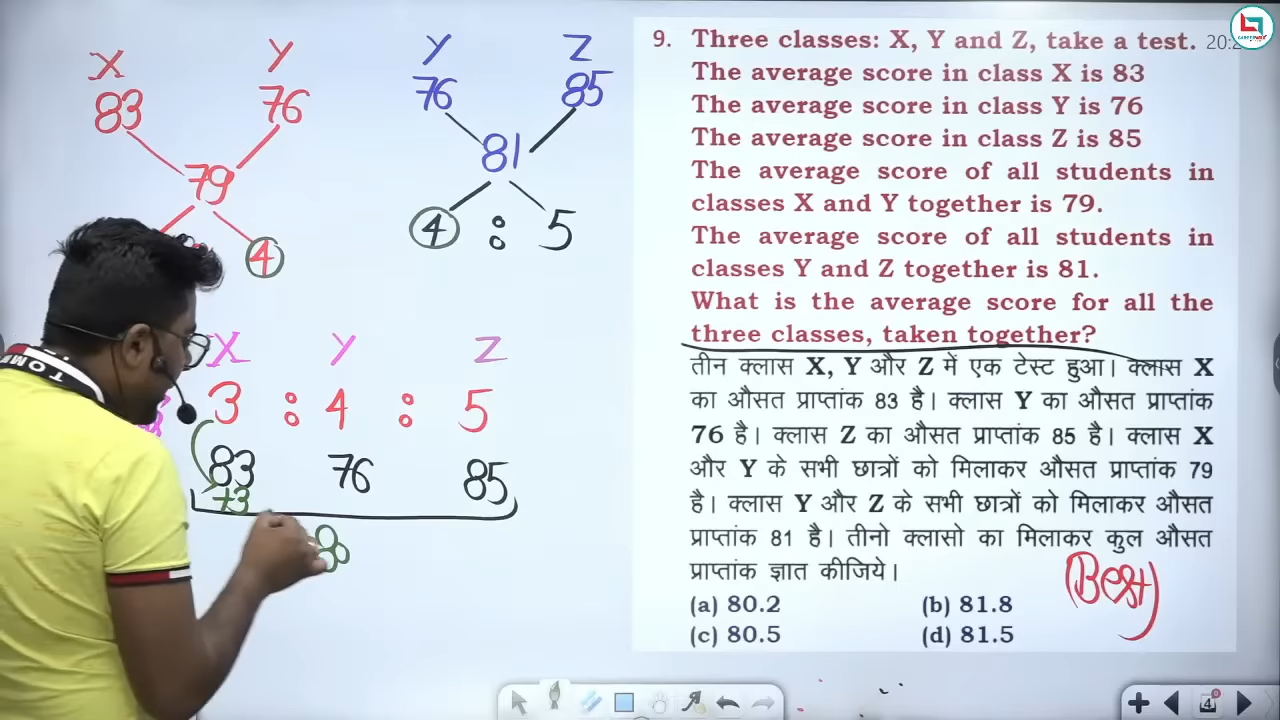 X Y
83 76
79
4
Y Z
76 85
81
4 : 5
X Y Z
3 : 4 : 5
83 76 85
+3
8
TOMM
9. Three classes: X, Y and Z, take a test.
The average score in class X is 83
The average score in class Y is 76
The average score in class Z is 85
The average score of all students in
classes X and Y together is 79.
The average score of all students in
classes Y and Z together is 81.
What is the average score for all the
three classes, taken together?
तीन क्लास X, Y और Z में एक टेस्ट हुआ। क्लास X
का औसत प्राप्तांक 83 है। क्लास Y का औसत प्राप्तांक
76 है। क्लास Z का औसत प्राप्तांक 85 है। क्लास X
और Y के सभी छात्रों को मिलाकर औसत प्राप्तांक 79
है। क्लास Y और Z के सभी छात्रों को मिलाकर औसत
प्राप्तांक 81 है। तीनो क्लासो का मिलाकर कुल औसत
प्राप्तांक ज्ञात कीजिये।
(a) 80.2 (b) 81.8
(c) 80.5 (d) 81.5
(Best)
4